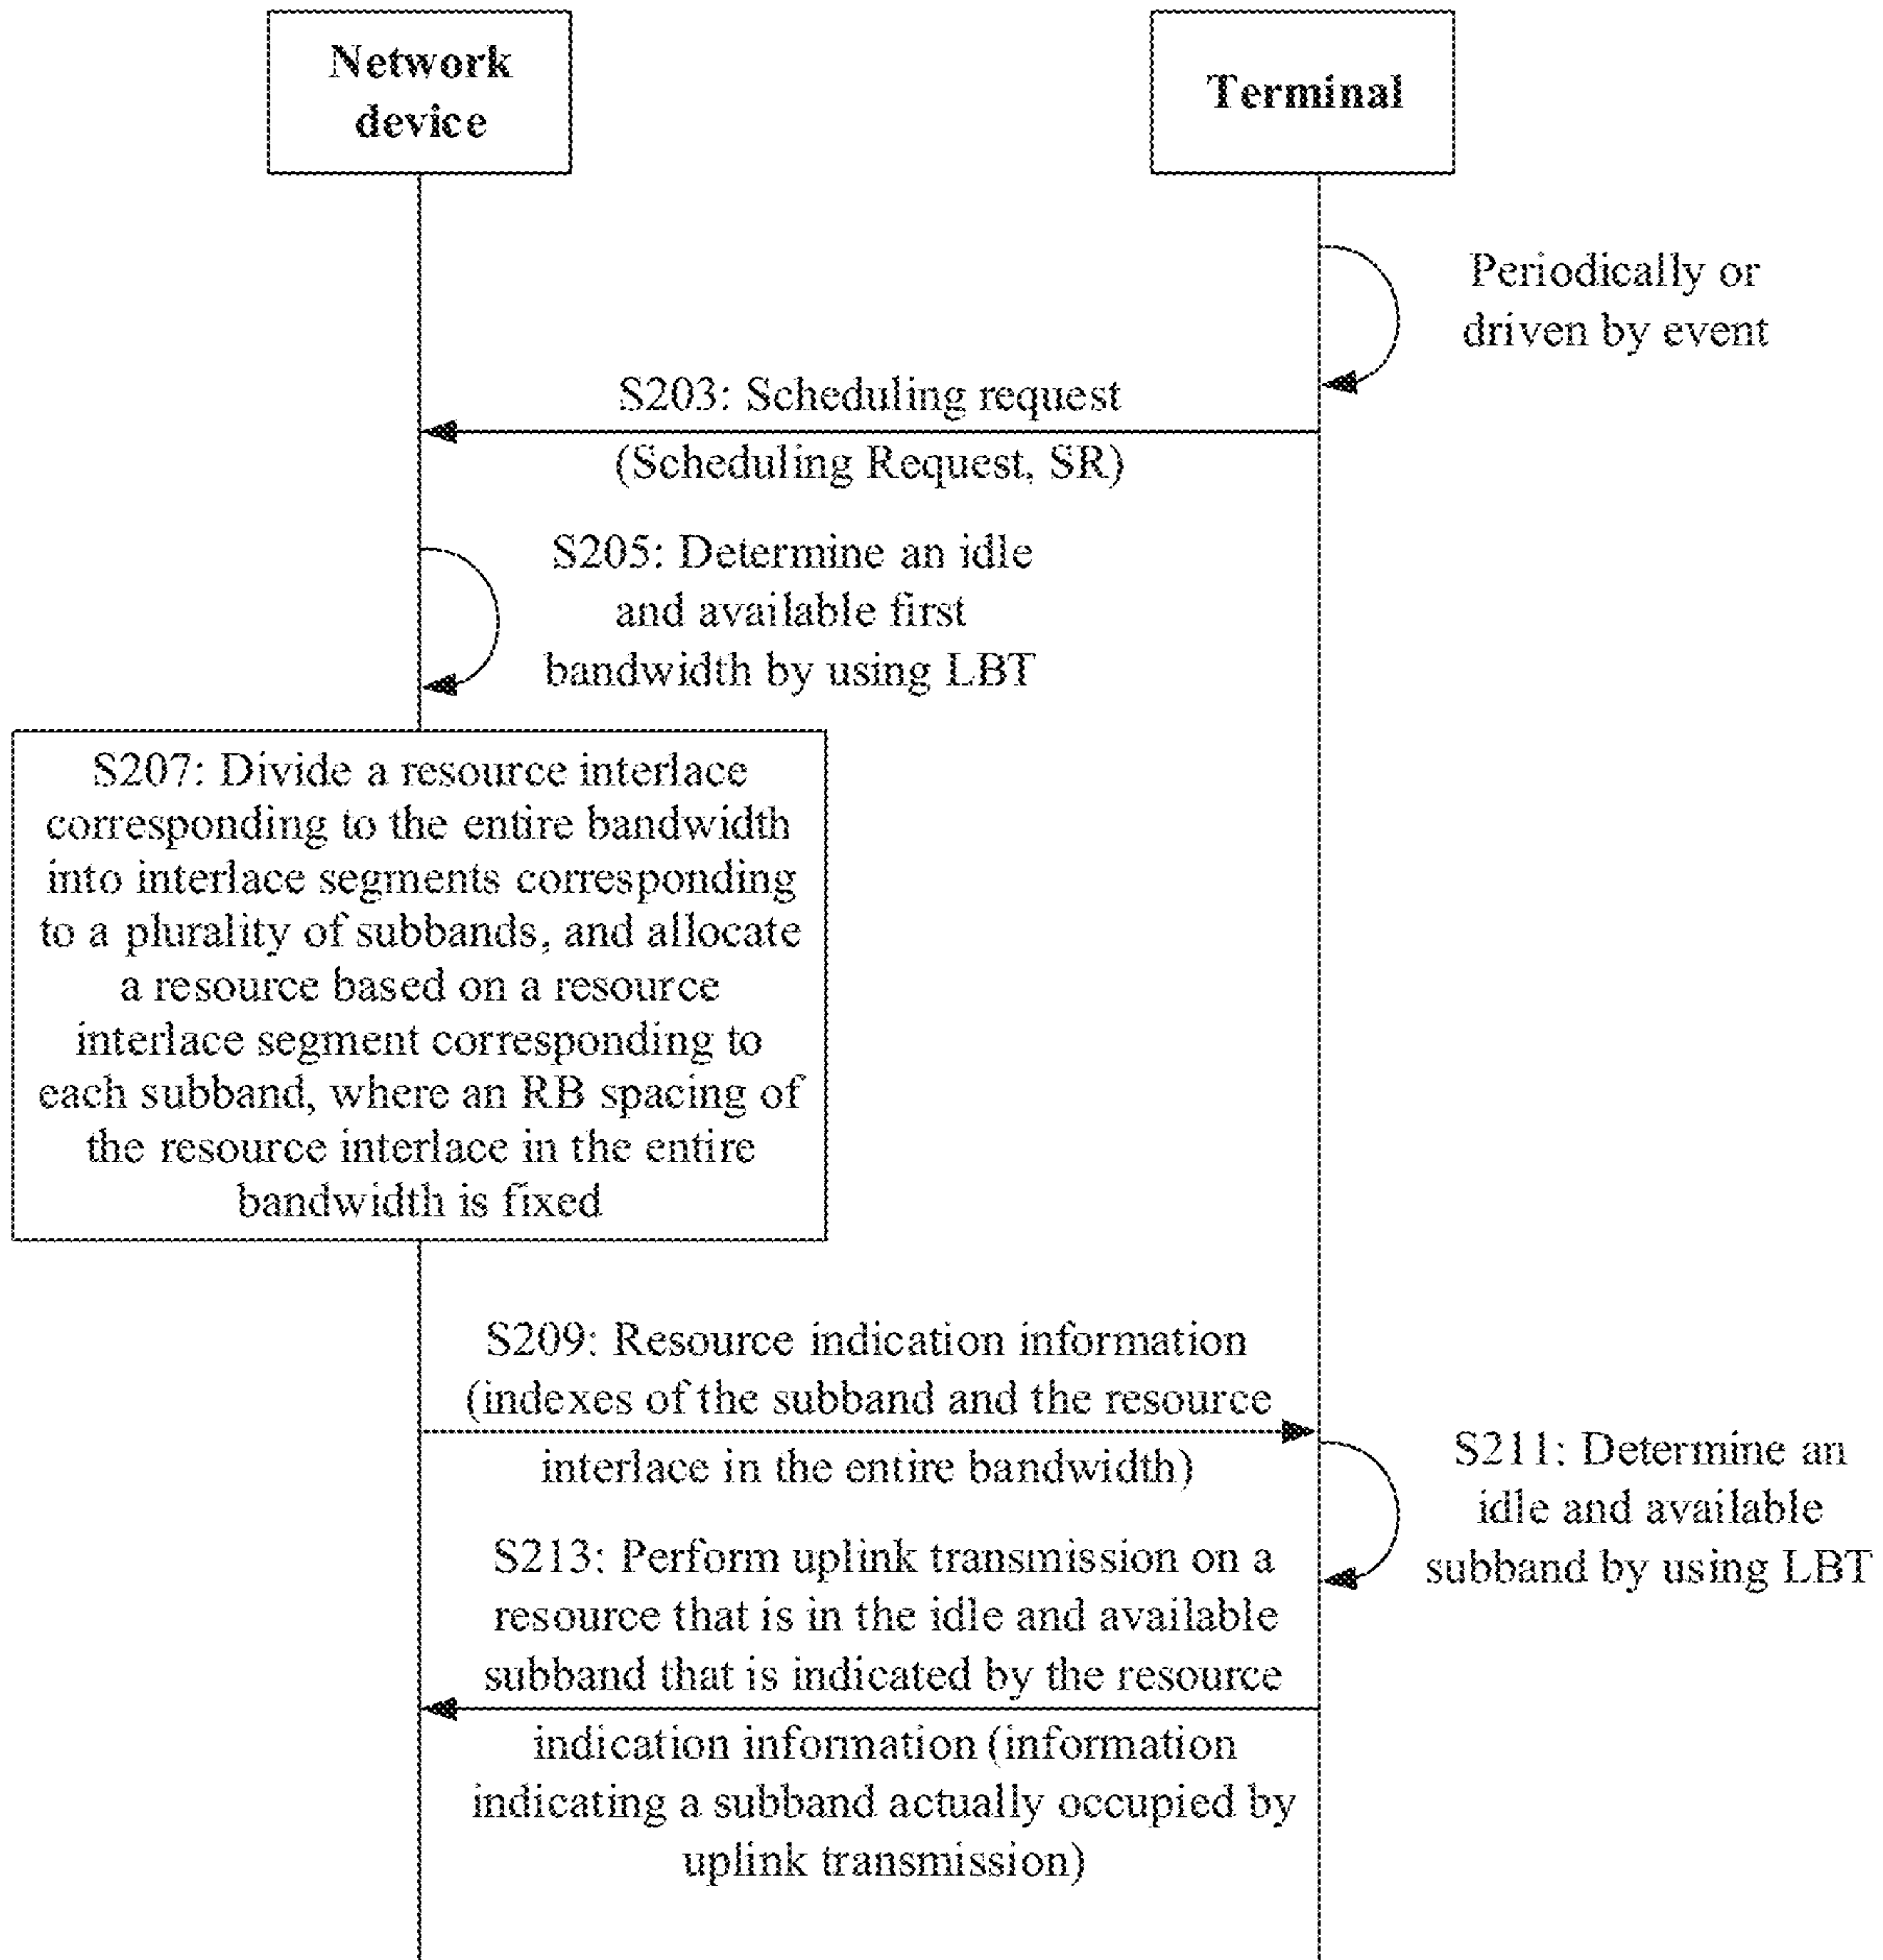 Network
device
Terminal
Periodically or
driven by event
S203: Scheduling request
(Scheduling Request, SR)
S205: Determine an idle
and available first
bandwidth by using LBT
S207: Divide a resource interlace
corresponding to the entire bandwidth
into interlace segments corresponding
to a plurality of subbands, and allocate
a resource based on a resource
interlace segment corresponding to
each subband, where an RB spacing of
the resource interlace in the entire
bandwidth is fixed
S209: Resource indication information
(indexes of the subband and the resource
interlace in the entire bandwidth)
S211: Determine an
idle and available
subband by using LBT
S213: Perform uplink transmission on a
resource that is in the idle and available
subband that is indicated by the resource
indication information (information
indicating a subband actually occupied by
uplink transmission)